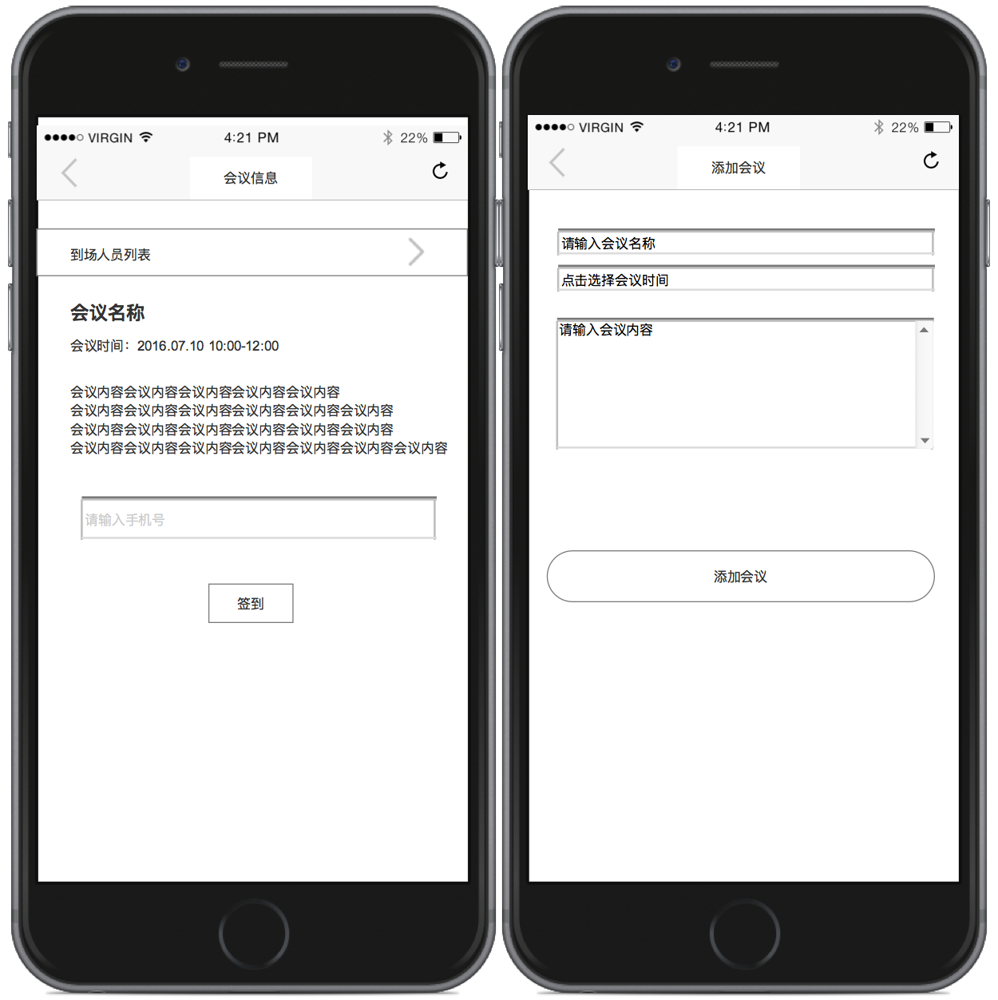 VIRGIN 4:21 PM 22%
会议信息
到场人员列表
会议名称
会议时间：2016.07.10 10:00-12:00
会议内容会议内容会议内容会议内容会议内容
会议内容会议内容会议内容会议内容会议内容会议内容
会议内容会议内容会议内容会议内容会议内容会议内容
会议内容会议内容会议内容会议内容会议内容会议内容会议内容
请输入手机号
签到
VIRGIN 4:21 PM 22%
添加会议
请输入会议名称
点击选择会议时间
请输入会议内容
添加会议